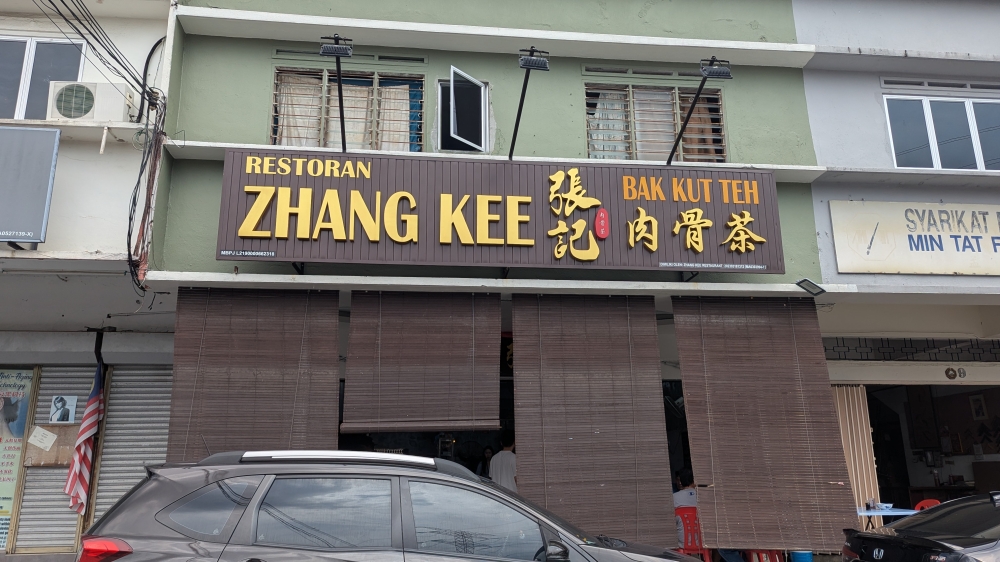 RESTORAN
ZHANG KEE
張記
BAK KUT TEH
肉骨茶
SYARIKAT
MIN TAT F